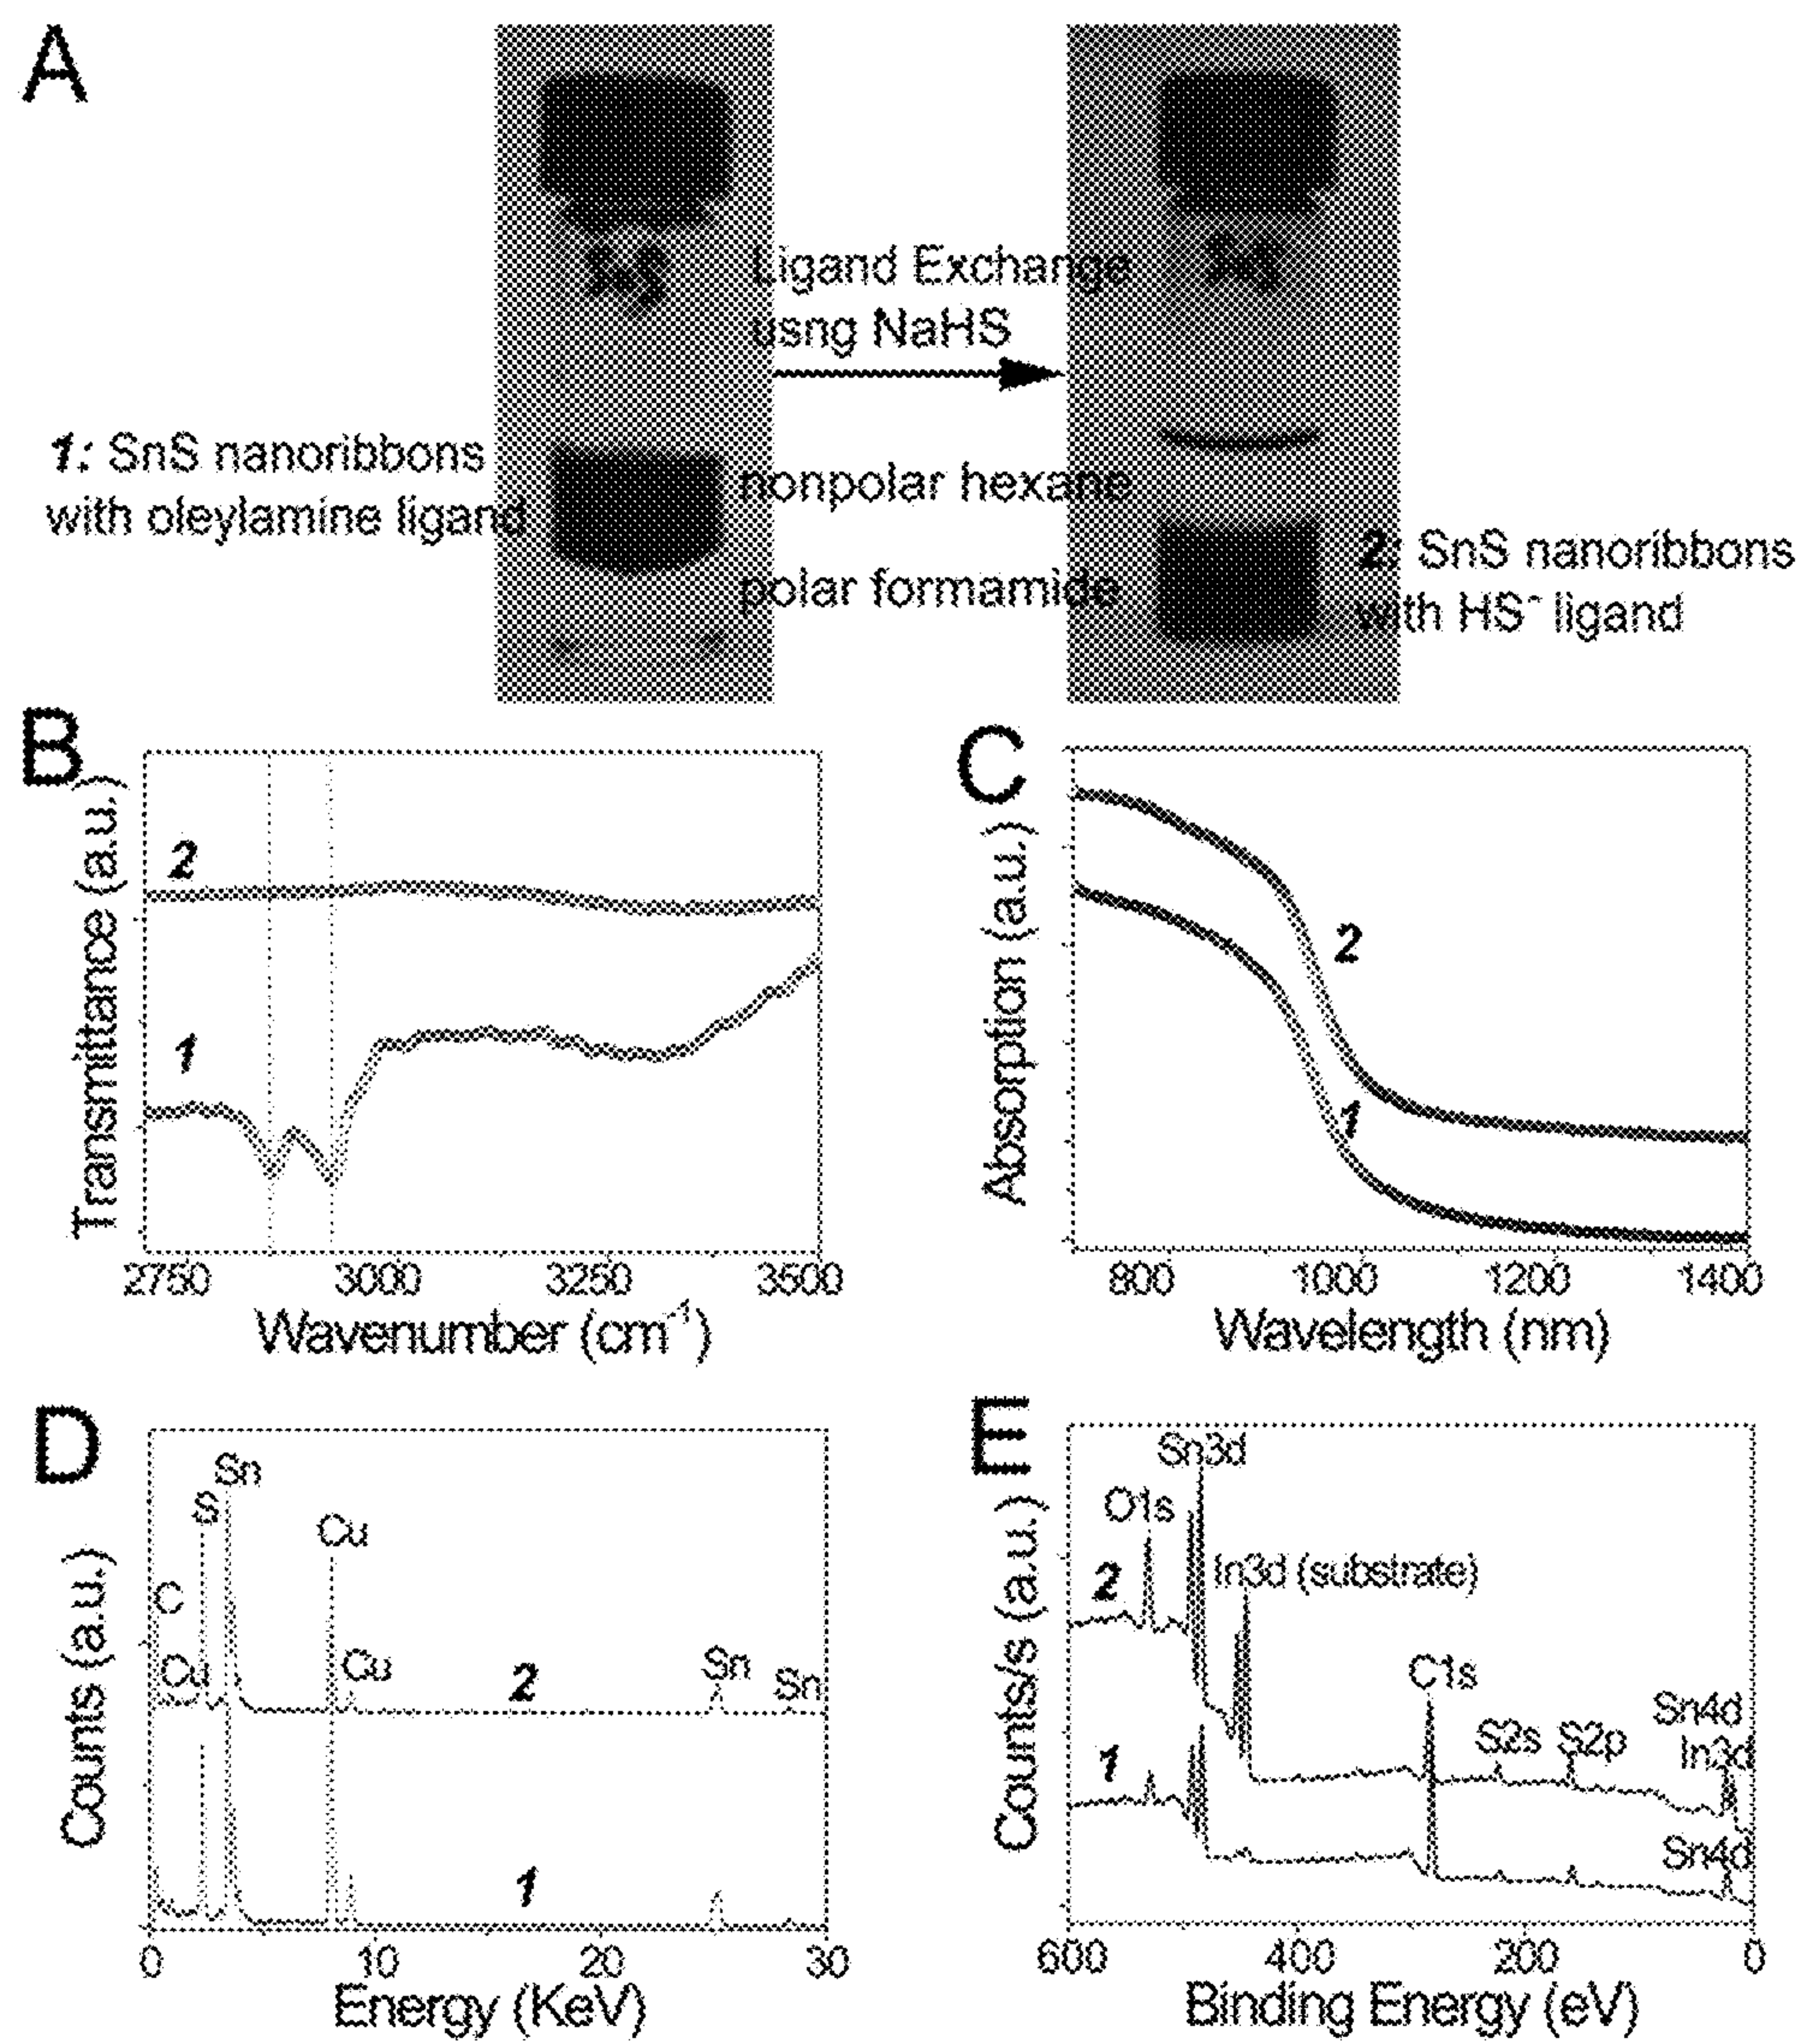 A
SnS
SnS
Ligand Exchange
usng NaHS
1: SnS nanoribbons
with oleylamine ligand
nonpolar hexane
polar formamide
2: SnS nanoribbons
with HS⁻ ligand
B
Transmittance (a.u.)
2
1
2750 3000 3250 3500
Wavenumber (cm⁻¹)
C
Absorption (a.u.)
2
1
800 1000 1200 1400
Wavelength (nm)
D
Counts (a.u.)
Sn
S
Cu
C
Cu
Cu
2
Sn
Sn
1
0 10 20 30
Energy (KeV)
E
Counts/s (a.u.)
Sn3d
O1s
2
In3d (substrate)
C1s
Sn4d
S2s
S2p
In3d
1
Sn4d
600 400 200 0
Binding Energy (eV)